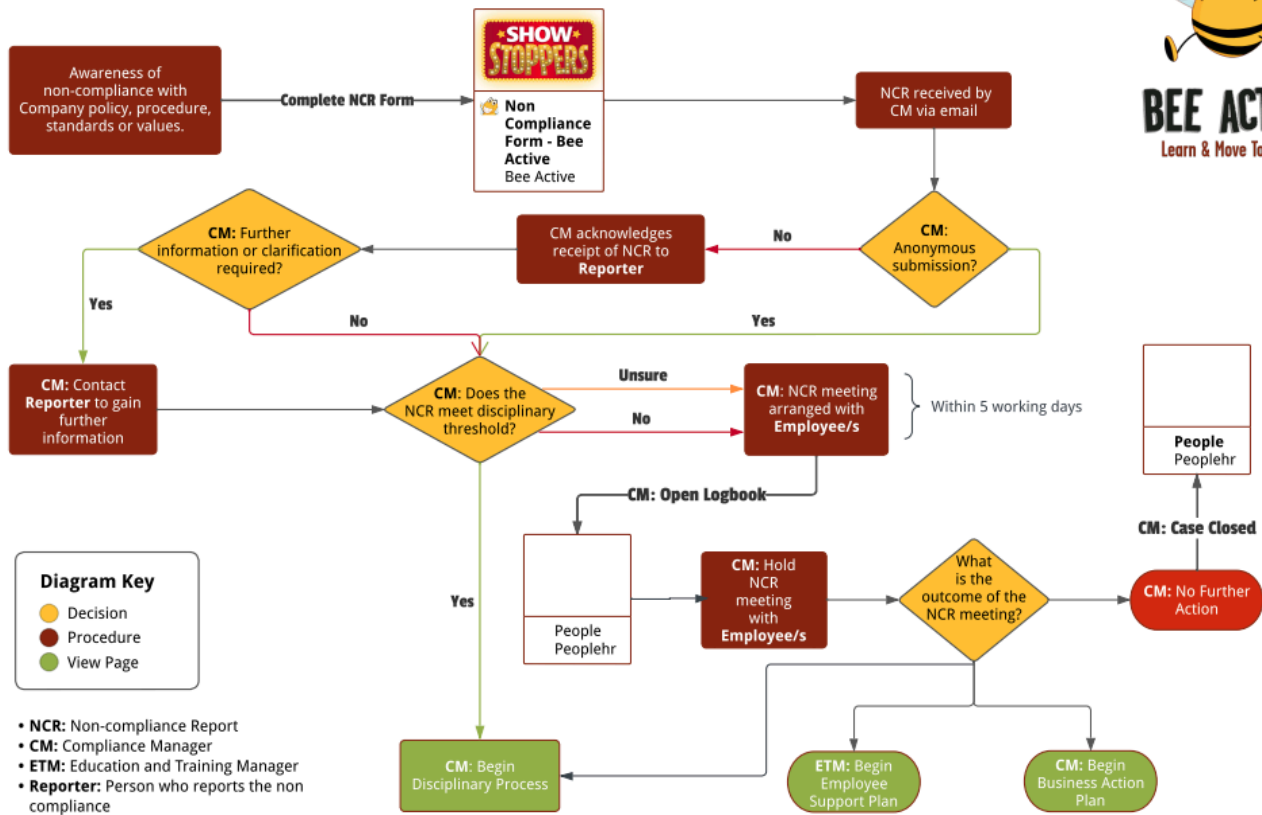 Awareness of
non-compliance with
Company policy, procedure,
standards or values.
Complete NCR Form
SHOW
STOPPERS
Non
Compliance
Form - Bee
Active
Bee Active
NCR received by
CM via email
BEE
Learn & Move
CM: Further
information or clarification
required?
CM acknowledges
receipt of NCR to
Reporter
No
CM:
Anonymous
submission?
Yes
No
Yes
CM: Contact
Reporter to gain
further
information
CM: Does the
NCR meet disciplinary
threshold?
Unsure
No
CM: NCR meeting
arranged with
Employee/s
Within 5 working days
People
Peoplehr
CM: Open Logbook
CM: Case Closed
Diagram Key
Decision
Procedure
View Page
Yes
People
Peoplehr
CM: Hold
NCR
meeting
with
Employee/s
What
is the
outcome of the
NCR meeting?
CM: No Further
Action
• NCR: Non-compliance Report
• CM: Compliance Manager
• ETM: Education and Training Manager
• Reporter: Person who reports the non
compliance
CM: Begin
Disciplinary Process
ETM: Begin
Employee
Support Plan
CM: Begin
Business Action
Plan